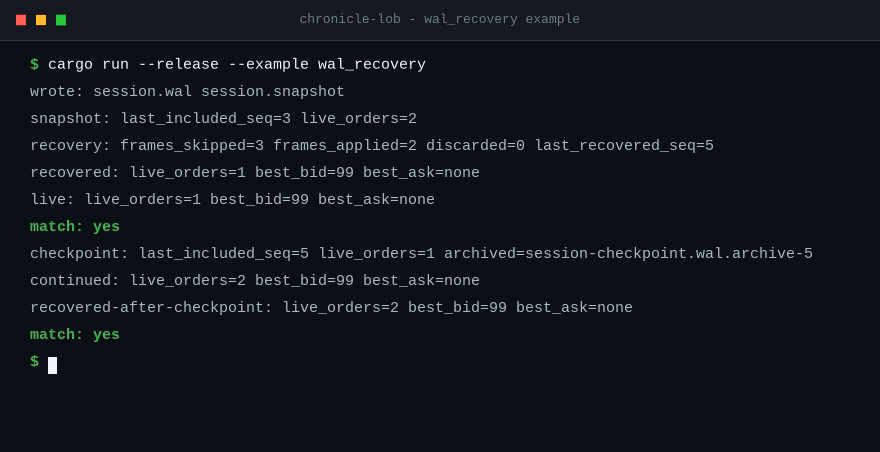 chronicle-lob - wal_recovery example
$ cargo run --release --example wal_recovery
wrote: session.wal session.snapshot
snapshot: last_included_seq=3 live_orders=2
recovery: frames_skipped=3 frames_applied=2 discarded=0 last_recovered_seq=5
recovered: live_orders=1 best_bid=99 best_ask=none
live: live_orders=1 best_bid=99 best_ask=none
match: yes
checkpoint: last_included_seq=5 live_orders=1 archived=session-checkpoint.wal.archive-5
continued: live_orders=2 best_bid=99 best_ask=none
recovered-after-checkpoint: live_orders=2 best_bid=99 best_ask=none
match: yes
$